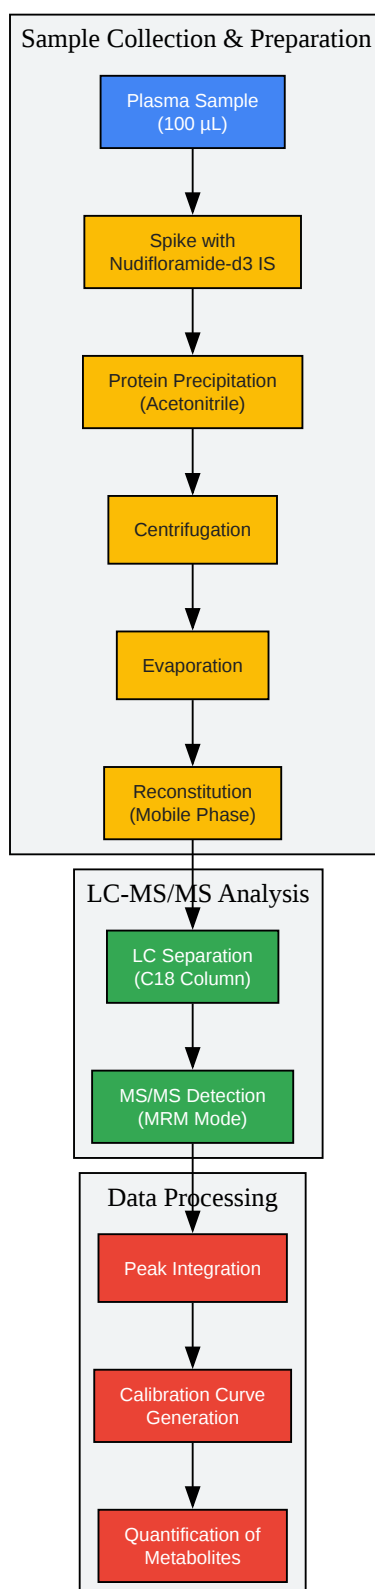 Sample Collection & Preparation
Plasma Sample
(100 µL)
Spike with
Nudifloramide-d3 IS
Protein Precipitation
(Acetonitrile)
Centrifugation
Evaporation
Reconstitution
(Mobile Phase)
LC-MS/MS Analysis
LC Separation
(C18 Column)
MS/MS Detection
(MRM Mode)
Data Processing
Peak Integration
Calibration Curve
Generation
Quantification of
Metabolites